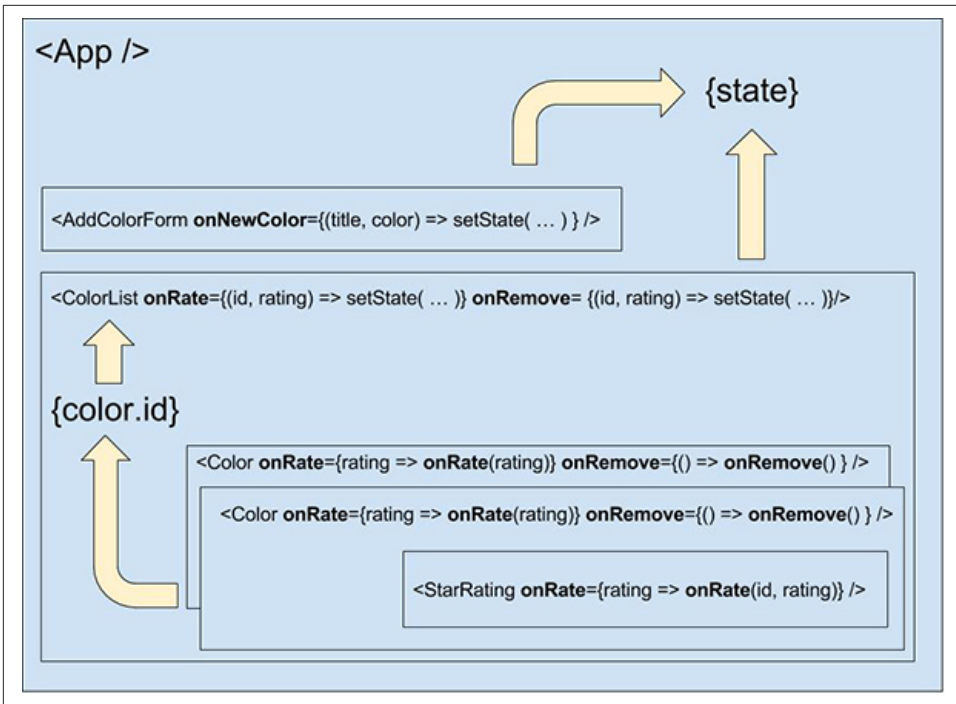 <App />
{state}
<AddColorForm onNewColor={(title, color) => setState( … ) } />
<ColorList onRate={(id, rating) => setState( … )} onRemove= {(id, rating) => setState( … )}/>
{color.id}
<Color onRate={rating => onRate(rating)} onRemove={() => onRemove() } />
<Color onRate={rating => onRate(rating)} onRemove={() => onRemove() } />
<StarRating onRate={rating => onRate(id, rating)} />